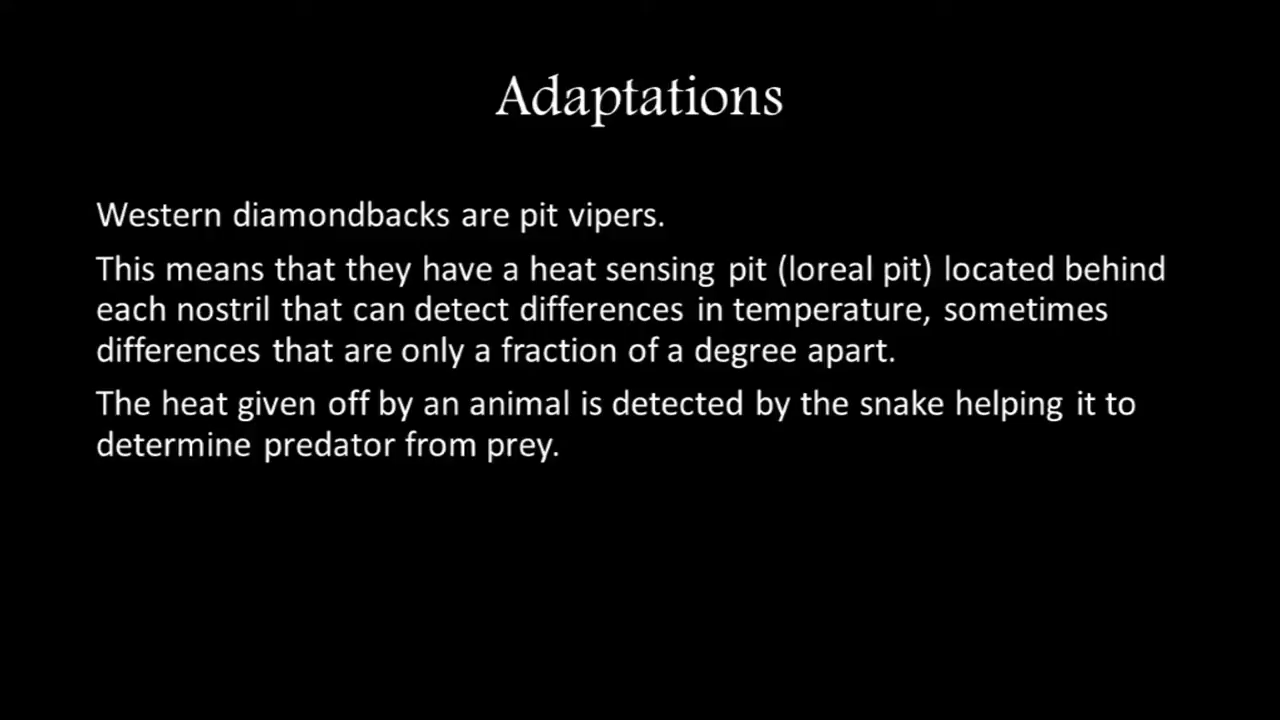 Adaptations
Western diamondbacks are pit vipers.
This means that they have a heat sensing pit (loreal pit) located behind
each nostril that can detect differences in temperature, sometimes
differences that are only a fraction of a degree apart.
The heat given off by an animal is detected by the snake helping it to
determine predator from prey.